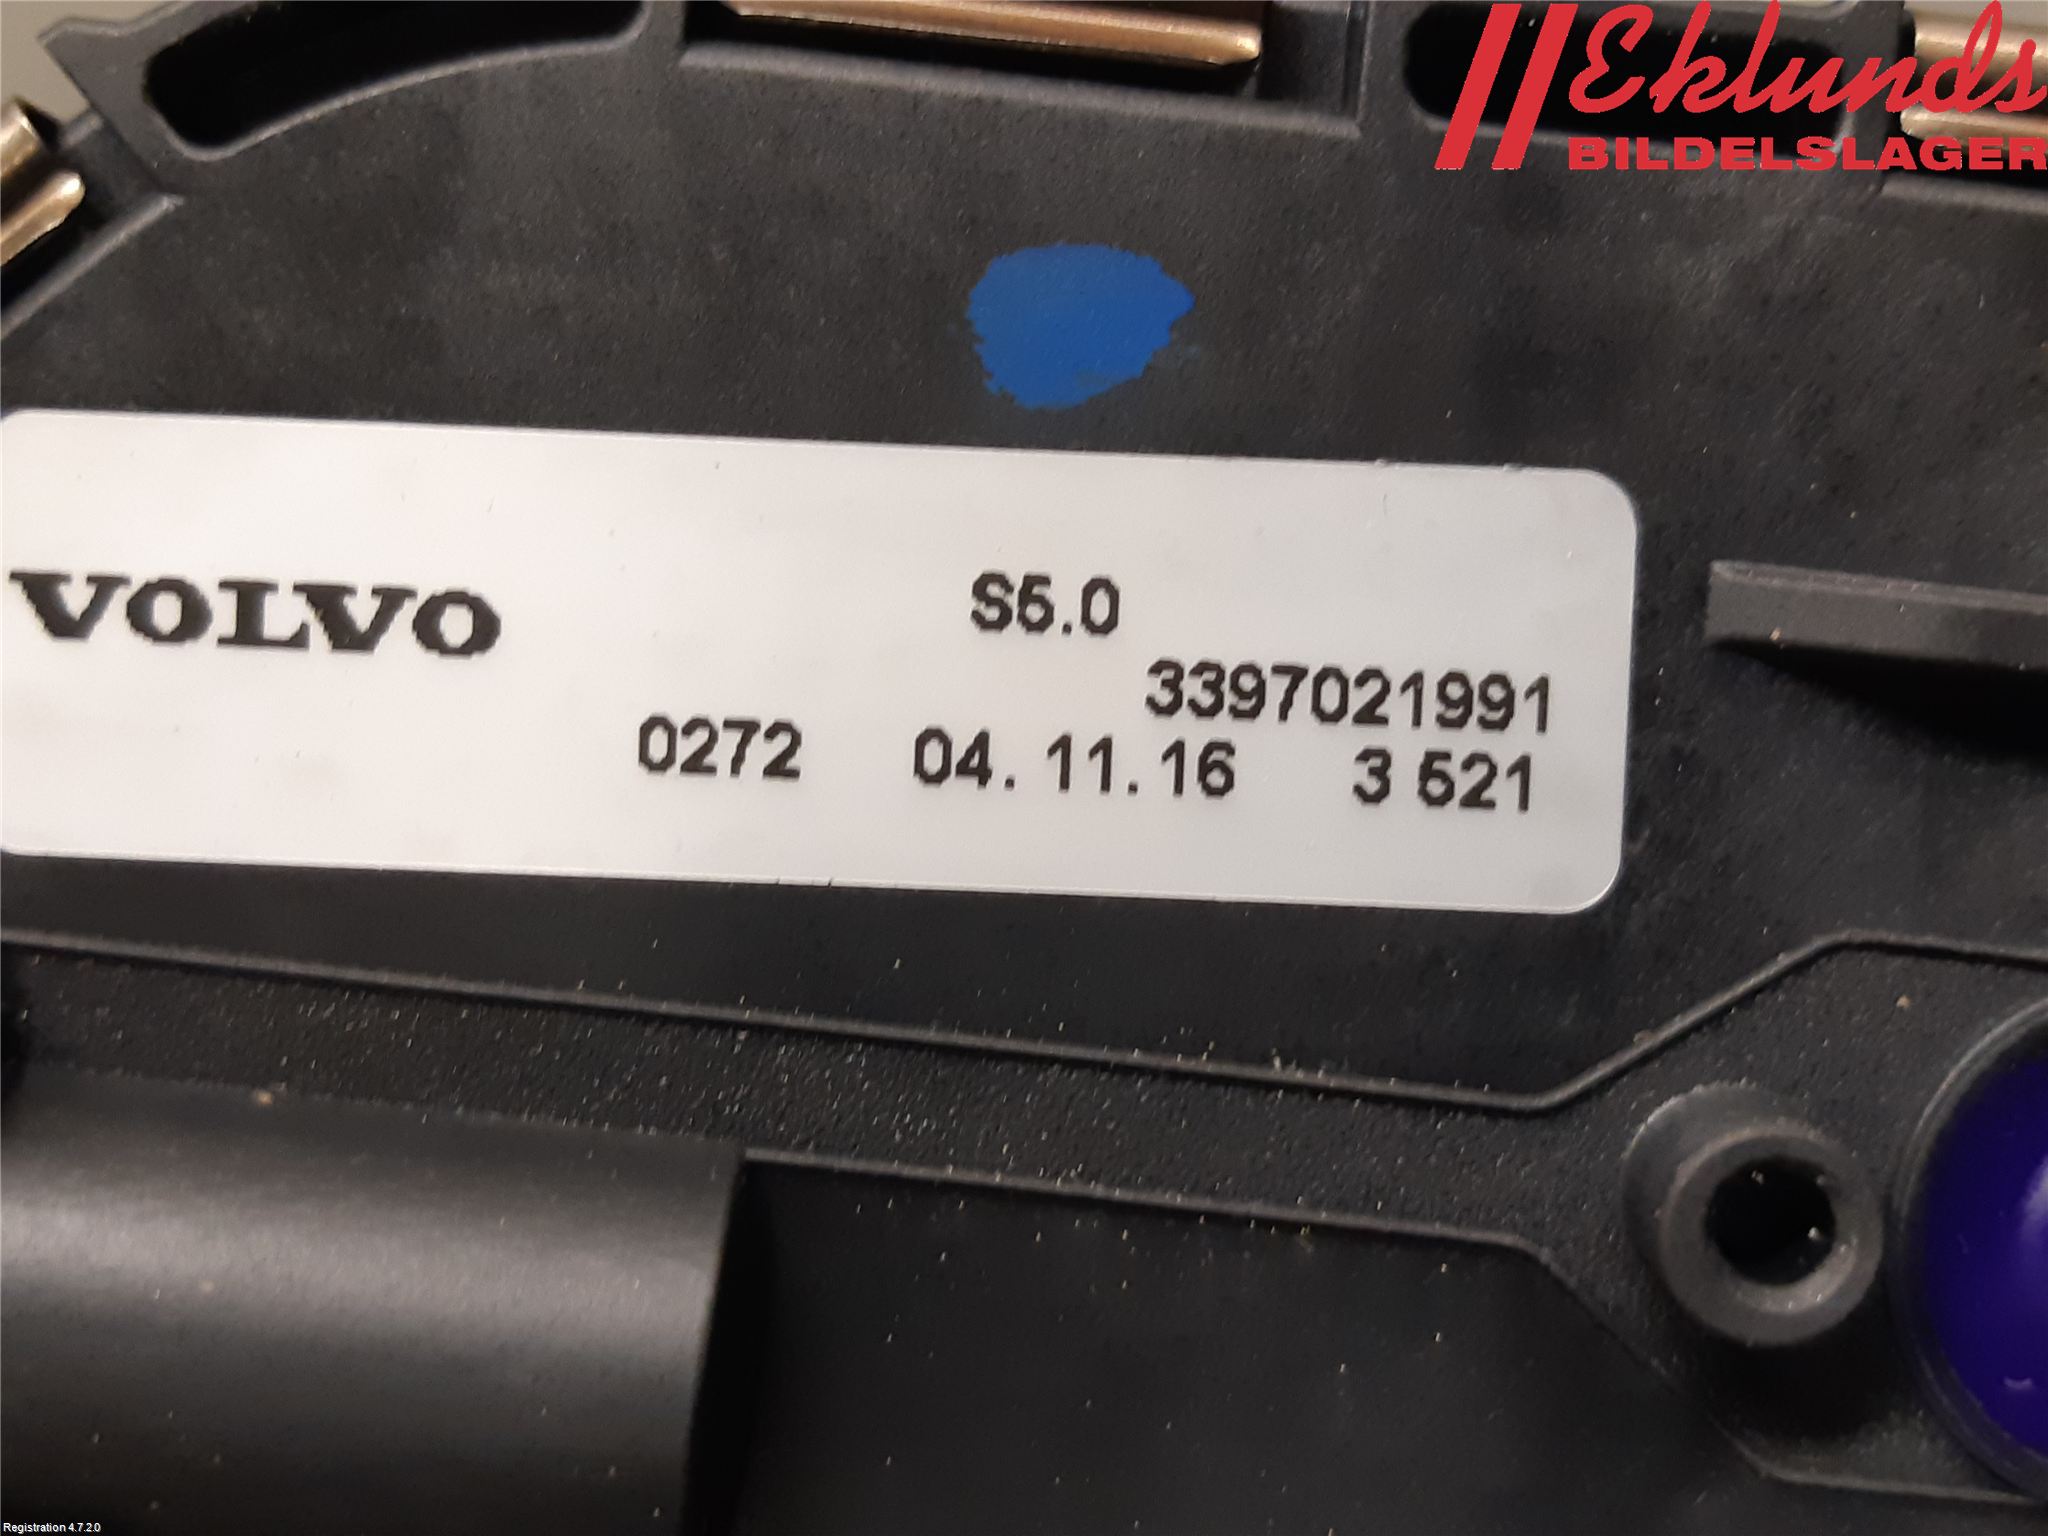 Eklunds
BILDELSLAGER
VOLVO
S5.0
3397021991
0272 04.11.16 3 521
Registration 4.7.2.0